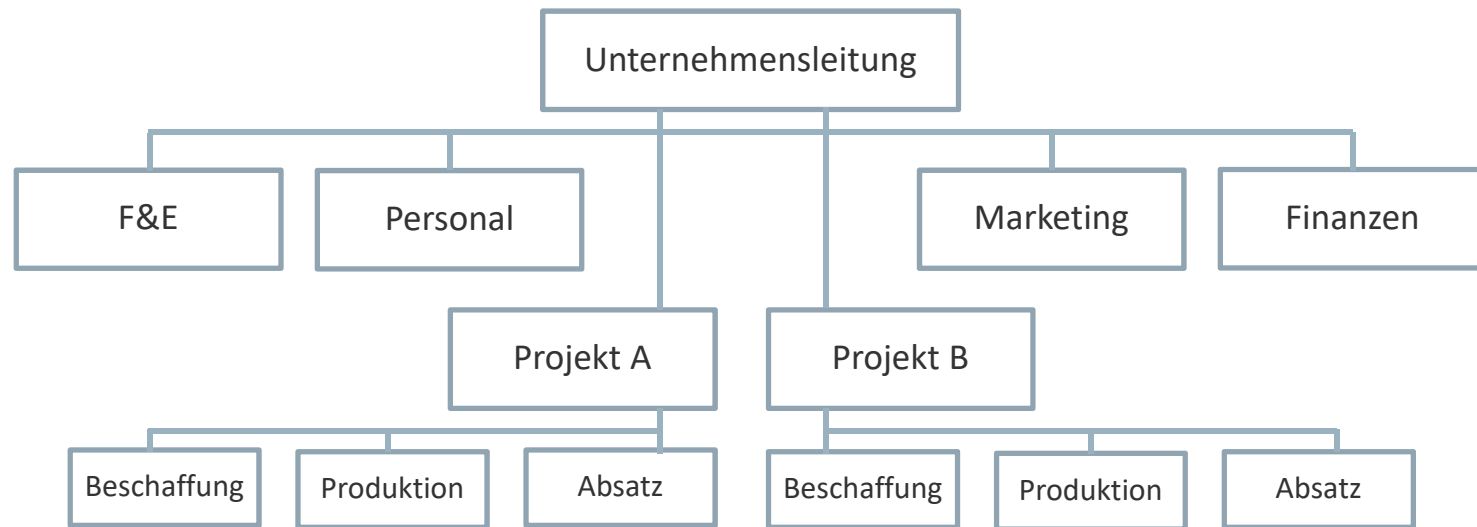 Unternehmensleitung
F&E
Personal
Marketing
Finanzen
Projekt A
Projekt B
Beschaffung
Produktion
Absatz
Beschaffung
Produktion
Absatz